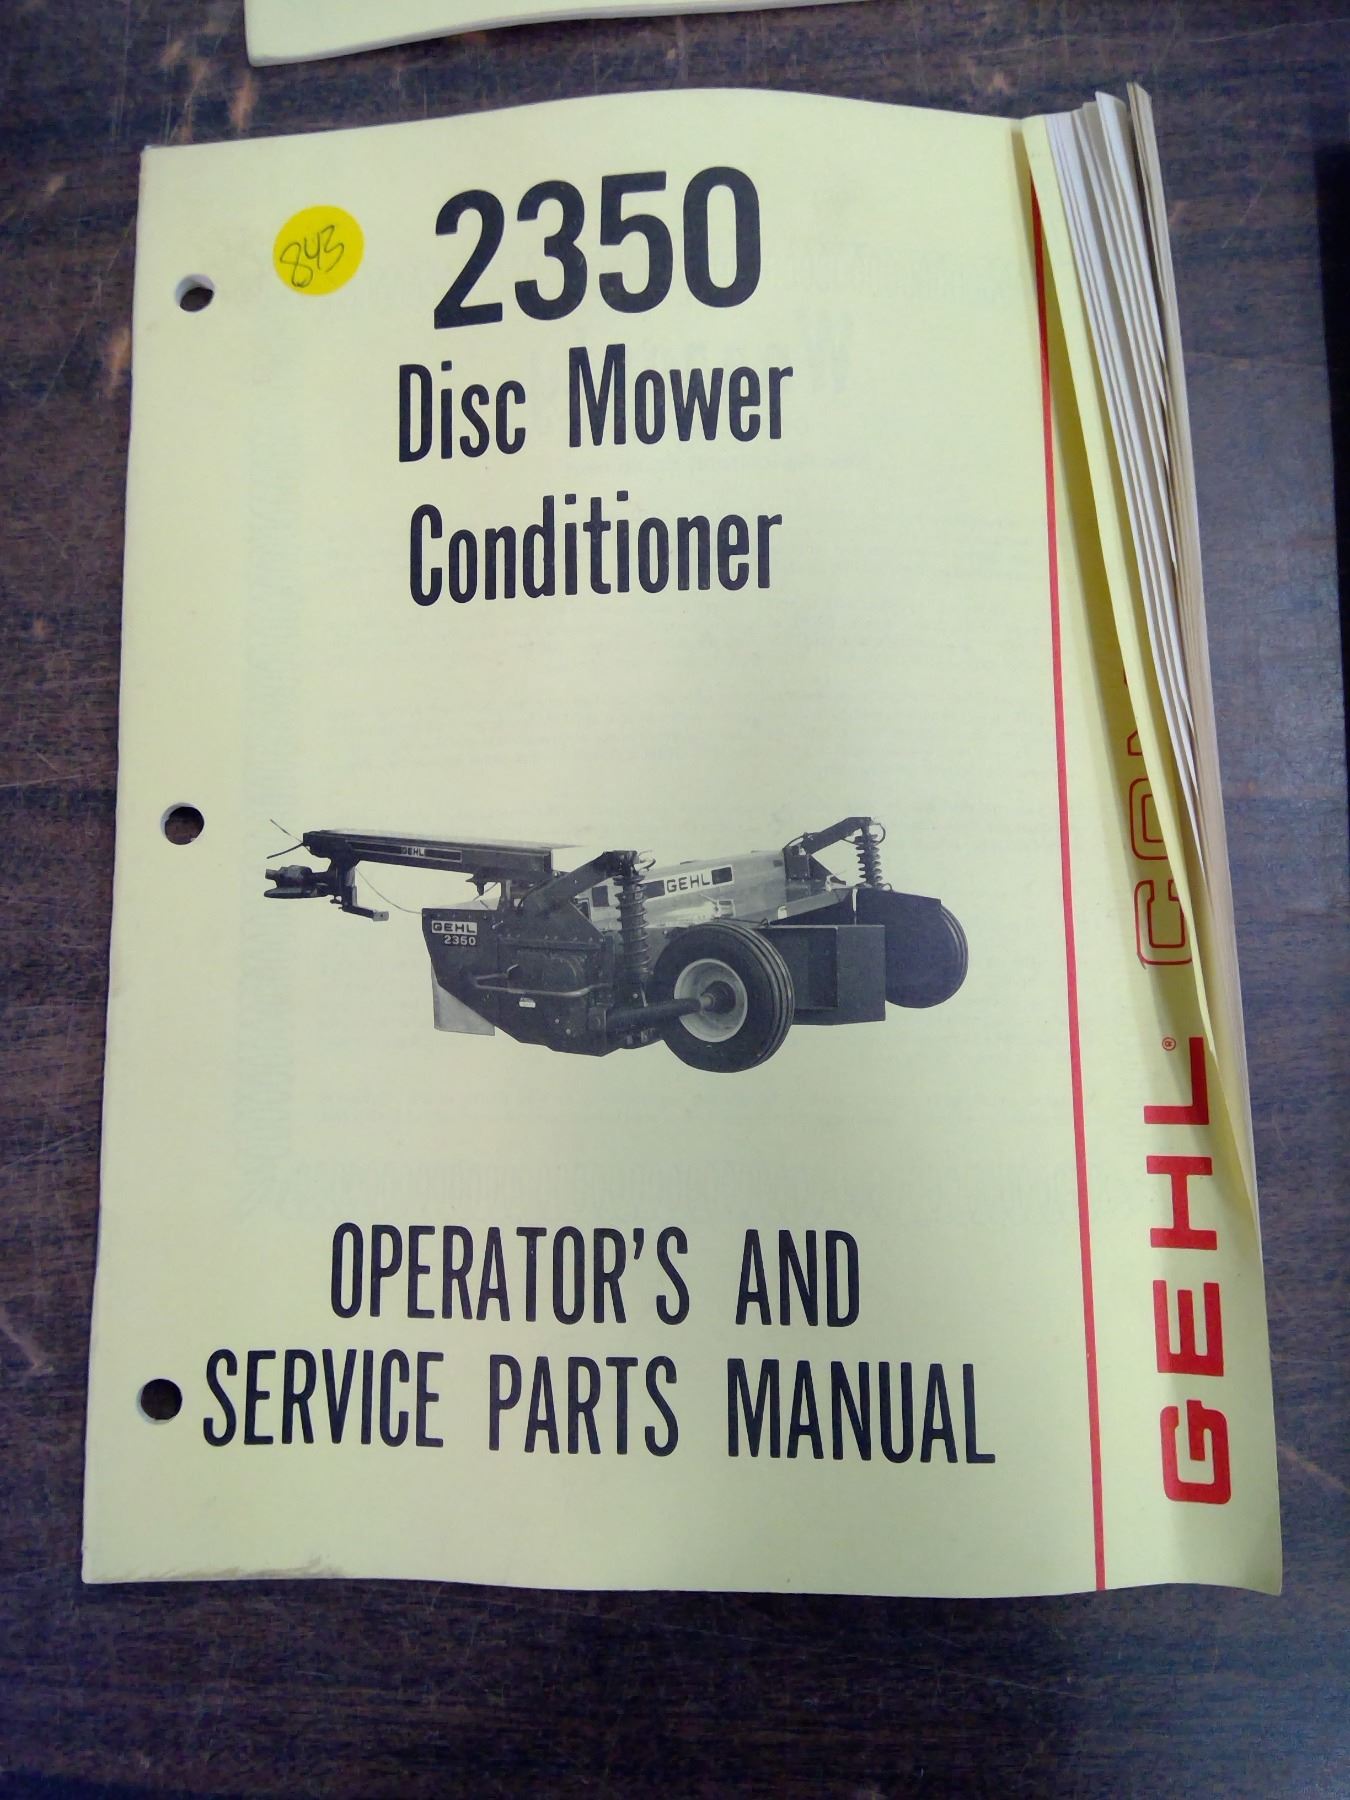 843
2350
Disc Mower
Conditioner
GEHL
GEHL
GEHL
2350
OPERATOR'S AND
SERVICE PARTS MANUAL
GEHL®